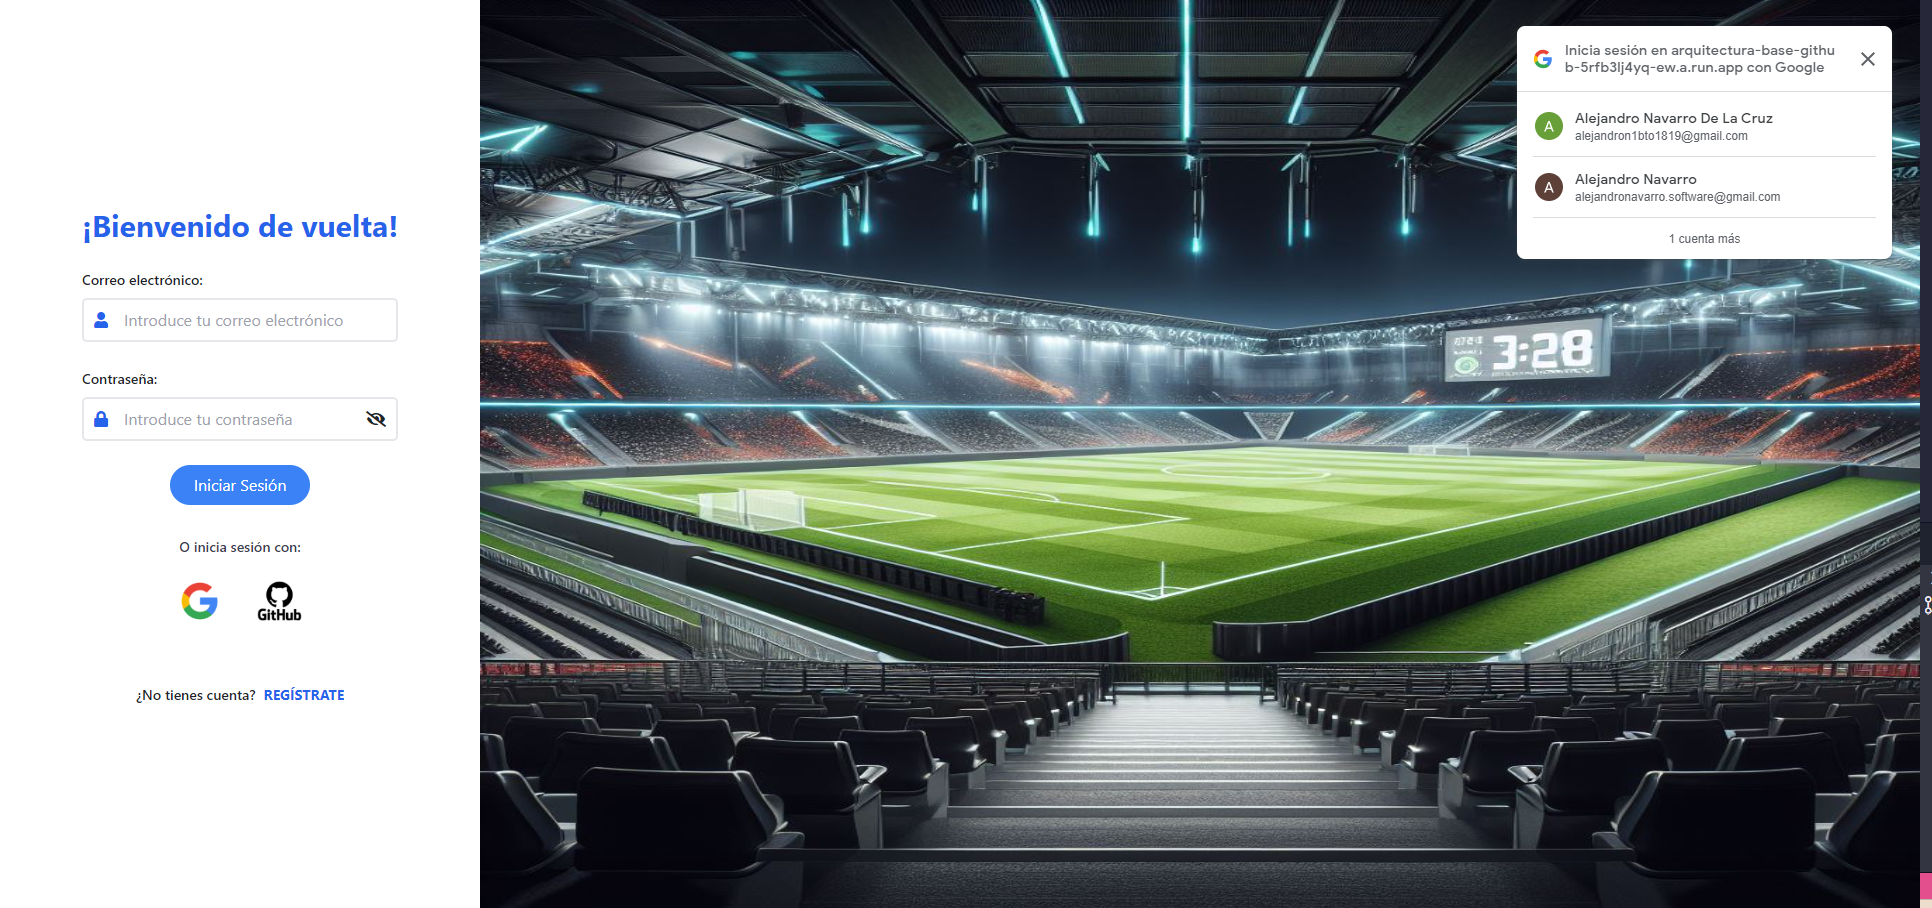 ¡Bienvenido de vuelta!
Correo electrónico:
Introduce tu correo electrónico
Contraseña:
Introduce tu contraseña
Iniciar Sesión
O inicia sesión con:
GitHub
¿No tienes cuenta? REGÍSTRATE
Inicia sesión en arquitectura-base-githu
b-5rfb3lj4yq-ew.a.run.app con Google
A
Alejandro Navarro De La Cruz
alejandron1bto1819@gmail.com
A
Alejandro Navarro
alejandronavarro.software@gmail.com
1 cuenta más
3:28